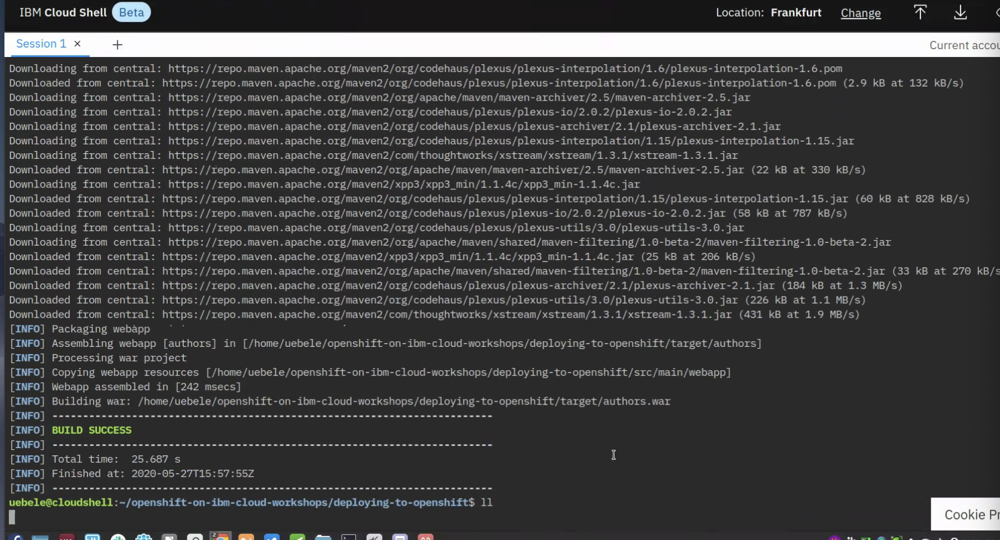 IBM Cloud Shell Beta
Location: Frankfurt Change
Session 1 × +
Current accou
Downloading from central: https://repo.maven.apache.org/maven2/org/codehaus/plexus/plexus-interpolation/1.6/plexus-interpolation-1.6.pom
Downloaded from central: https://repo.maven.apache.org/maven2/org/codehaus/plexus/plexus-interpolation/1.6/plexus-interpolation-1.6.pom (2.9 kB at 132 kB/s)
Downloading from central: https://repo.maven.apache.org/maven2/org/apache/maven/maven-archiver/2.5/maven-archiver-2.5.jar
Downloading from central: https://repo.maven.apache.org/maven2/org/codehaus/plexus/plexus-io/2.0.2/plexus-io-2.0.2.jar
Downloading from central: https://repo.maven.apache.org/maven2/org/codehaus/plexus/plexus-archiver/2.1/plexus-archiver-2.1.jar
Downloading from central: https://repo.maven.apache.org/maven2/org/codehaus/plexus/plexus-interpolation/1.15/plexus-interpolation-1.15.jar
Downloading from central: https://repo.maven.apache.org/maven2/com/thoughtworks/xstream/xstream/1.3.1/xstream-1.3.1.jar
Downloaded from central: https://repo.maven.apache.org/maven2/org/apache/maven/maven-archiver/2.5/maven-archiver-2.5.jar (22 kB at 330 kB/s)
Downloading from central: https://repo.maven.apache.org/maven2/xpp3/xpp3_min/1.1.4c/xpp3_min-1.1.4c.jar
Downloaded from central: https://repo.maven.apache.org/maven2/org/codehaus/plexus/plexus-interpolation/1.15/plexus-interpolation-1.15.jar (60 kB at 828 kB/s)
Downloaded from central: https://repo.maven.apache.org/maven2/org/codehaus/plexus/plexus-io/2.0.2/plexus-io-2.0.2.jar (58 kB at 787 kB/s)
Downloading from central: https://repo.maven.apache.org/maven2/org/codehaus/plexus/plexus-utils/3.0/plexus-utils-3.0.jar
Downloading from central: https://repo.maven.apache.org/maven2/org/apache/maven/shared/maven-filtering/1.0-beta-2/maven-filtering-1.0-beta-2.jar
Downloaded from central: https://repo.maven.apache.org/maven2/xpp3/xpp3_min/1.1.4c/xpp3_min-1.1.4c.jar (25 kB at 206 kB/s)
Downloaded from central: https://repo.maven.apache.org/maven2/org/apache/maven/shared/maven-filtering/1.0-beta-2/maven-filtering-1.0-beta-2.jar (33 kB at 270 kB/s
Downloaded from central: https://repo.maven.apache.org/maven2/org/codehaus/plexus/plexus-archiver/2.1/plexus-archiver-2.1.jar (184 kB at 1.3 MB/s)
Downloaded from central: https://repo.maven.apache.org/maven2/org/codehaus/plexus/plexus-utils/3.0/plexus-utils-3.0.jar (226 kB at 1.1 MB/s)
Downloaded from central: https://repo.maven.apache.org/maven2/com/thoughtworks/xstream/xstream/1.3.1/xstream-1.3.1.jar (431 kB at 1.9 MB/s)
[INFO] Packaging webapp
[INFO] Assembling webapp [authors] in [/home/uebele/openshift-on-ibm-cloud-workshops/deploying-to-openshift/target/authors]
[INFO] Processing war project
[INFO] Copying webapp resources [/home/uebele/openshift-on-ibm-cloud-workshops/deploying-to-openshift/src/main/webapp]
[INFO] Webapp assembled in [242 msecs]
[INFO] Building war: /home/uebele/openshift-on-ibm-cloud-workshops/deploying-to-openshift/target/authors.war
[INFO] ------------------------------------------------------------------------
[INFO] BUILD SUCCESS
[INFO] ------------------------------------------------------------------------
[INFO] Total time:  25.687 s
[INFO] Finished at: 2020-05-27T15:57:55Z
[INFO] ------------------------------------------------------------------------
uebele@cloudshell:~/openshift-on-ibm-cloud-workshops/deploying-to-openshift$ ll
Cookie Pr
2